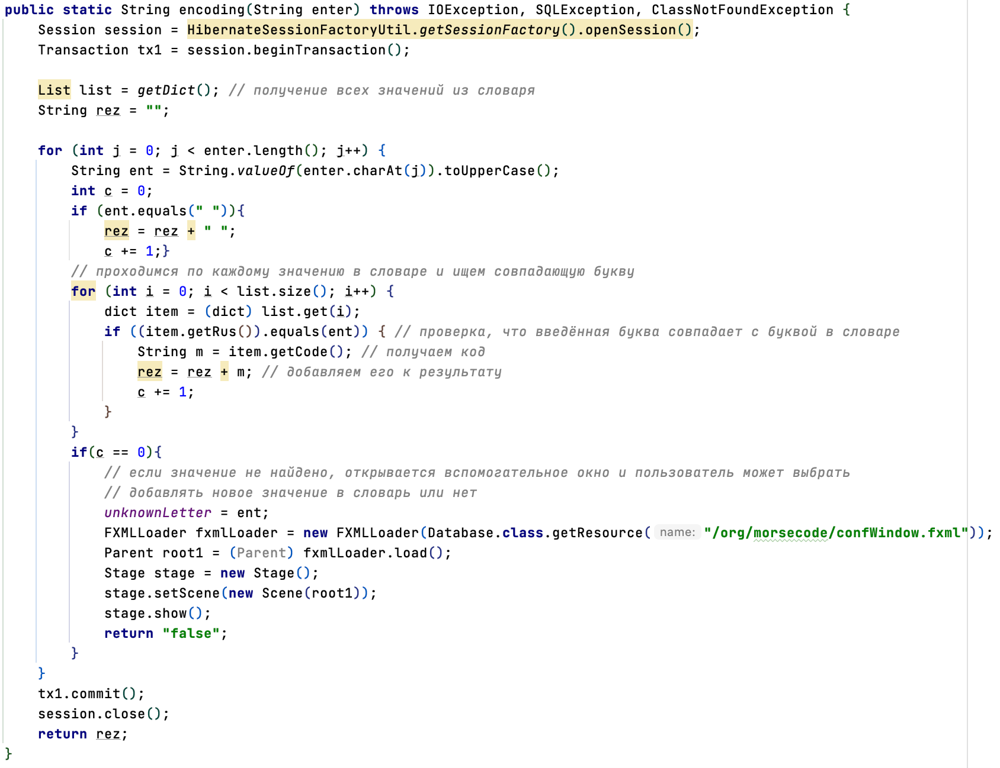 public static String encoding(String enter) throws IOException, SQLException, ClassNotFoundException {
    Session session = HibernateSessionFactoryUtil.getSessionFactory().openSession();
    Transaction tx1 = session.beginTransaction();

    List list = getDict(); // получение всех значений из словаря
    String rez = "";

    for (int j = 0; j < enter.length(); j++) {
        String ent = String.valueOf(enter.charAt(j)).toUpperCase();
        int c = 0;
        if (ent.equals(" ")){
            rez = rez + " ";
            c += 1;}
        // проходимся по каждому значению в словаре и ищем совпадающую букву
        for (int i = 0; i < list.size(); i++) {
            dict item = (dict) list.get(i);
            if ((item.getRus()).equals(ent)) { // проверка, что введённая буква совпадает с буквой в словаре
                String m = item.getCode(); // получаем код
                rez = rez + m; // добавляем его к результату
                c += 1;
            }
        }
        if(c == 0){
            // если значение не найдено, открывается вспомогательное окно и пользователь может выбрать
            // добавлять новое значение в словарь или нет
            unknownLetter = ent;
            FXMLLoader fxmlLoader = new FXMLLoader(Database.class.getResource( name: "/org/morsecode/confWindow.fxml"));
            Parent root1 = (Parent) fxmlLoader.load();
            Stage stage = new Stage();
            stage.setScene(new Scene(root1));
            stage.show();
            return "false";
        }
    }
    tx1.commit();
    session.close();
    return rez;
}